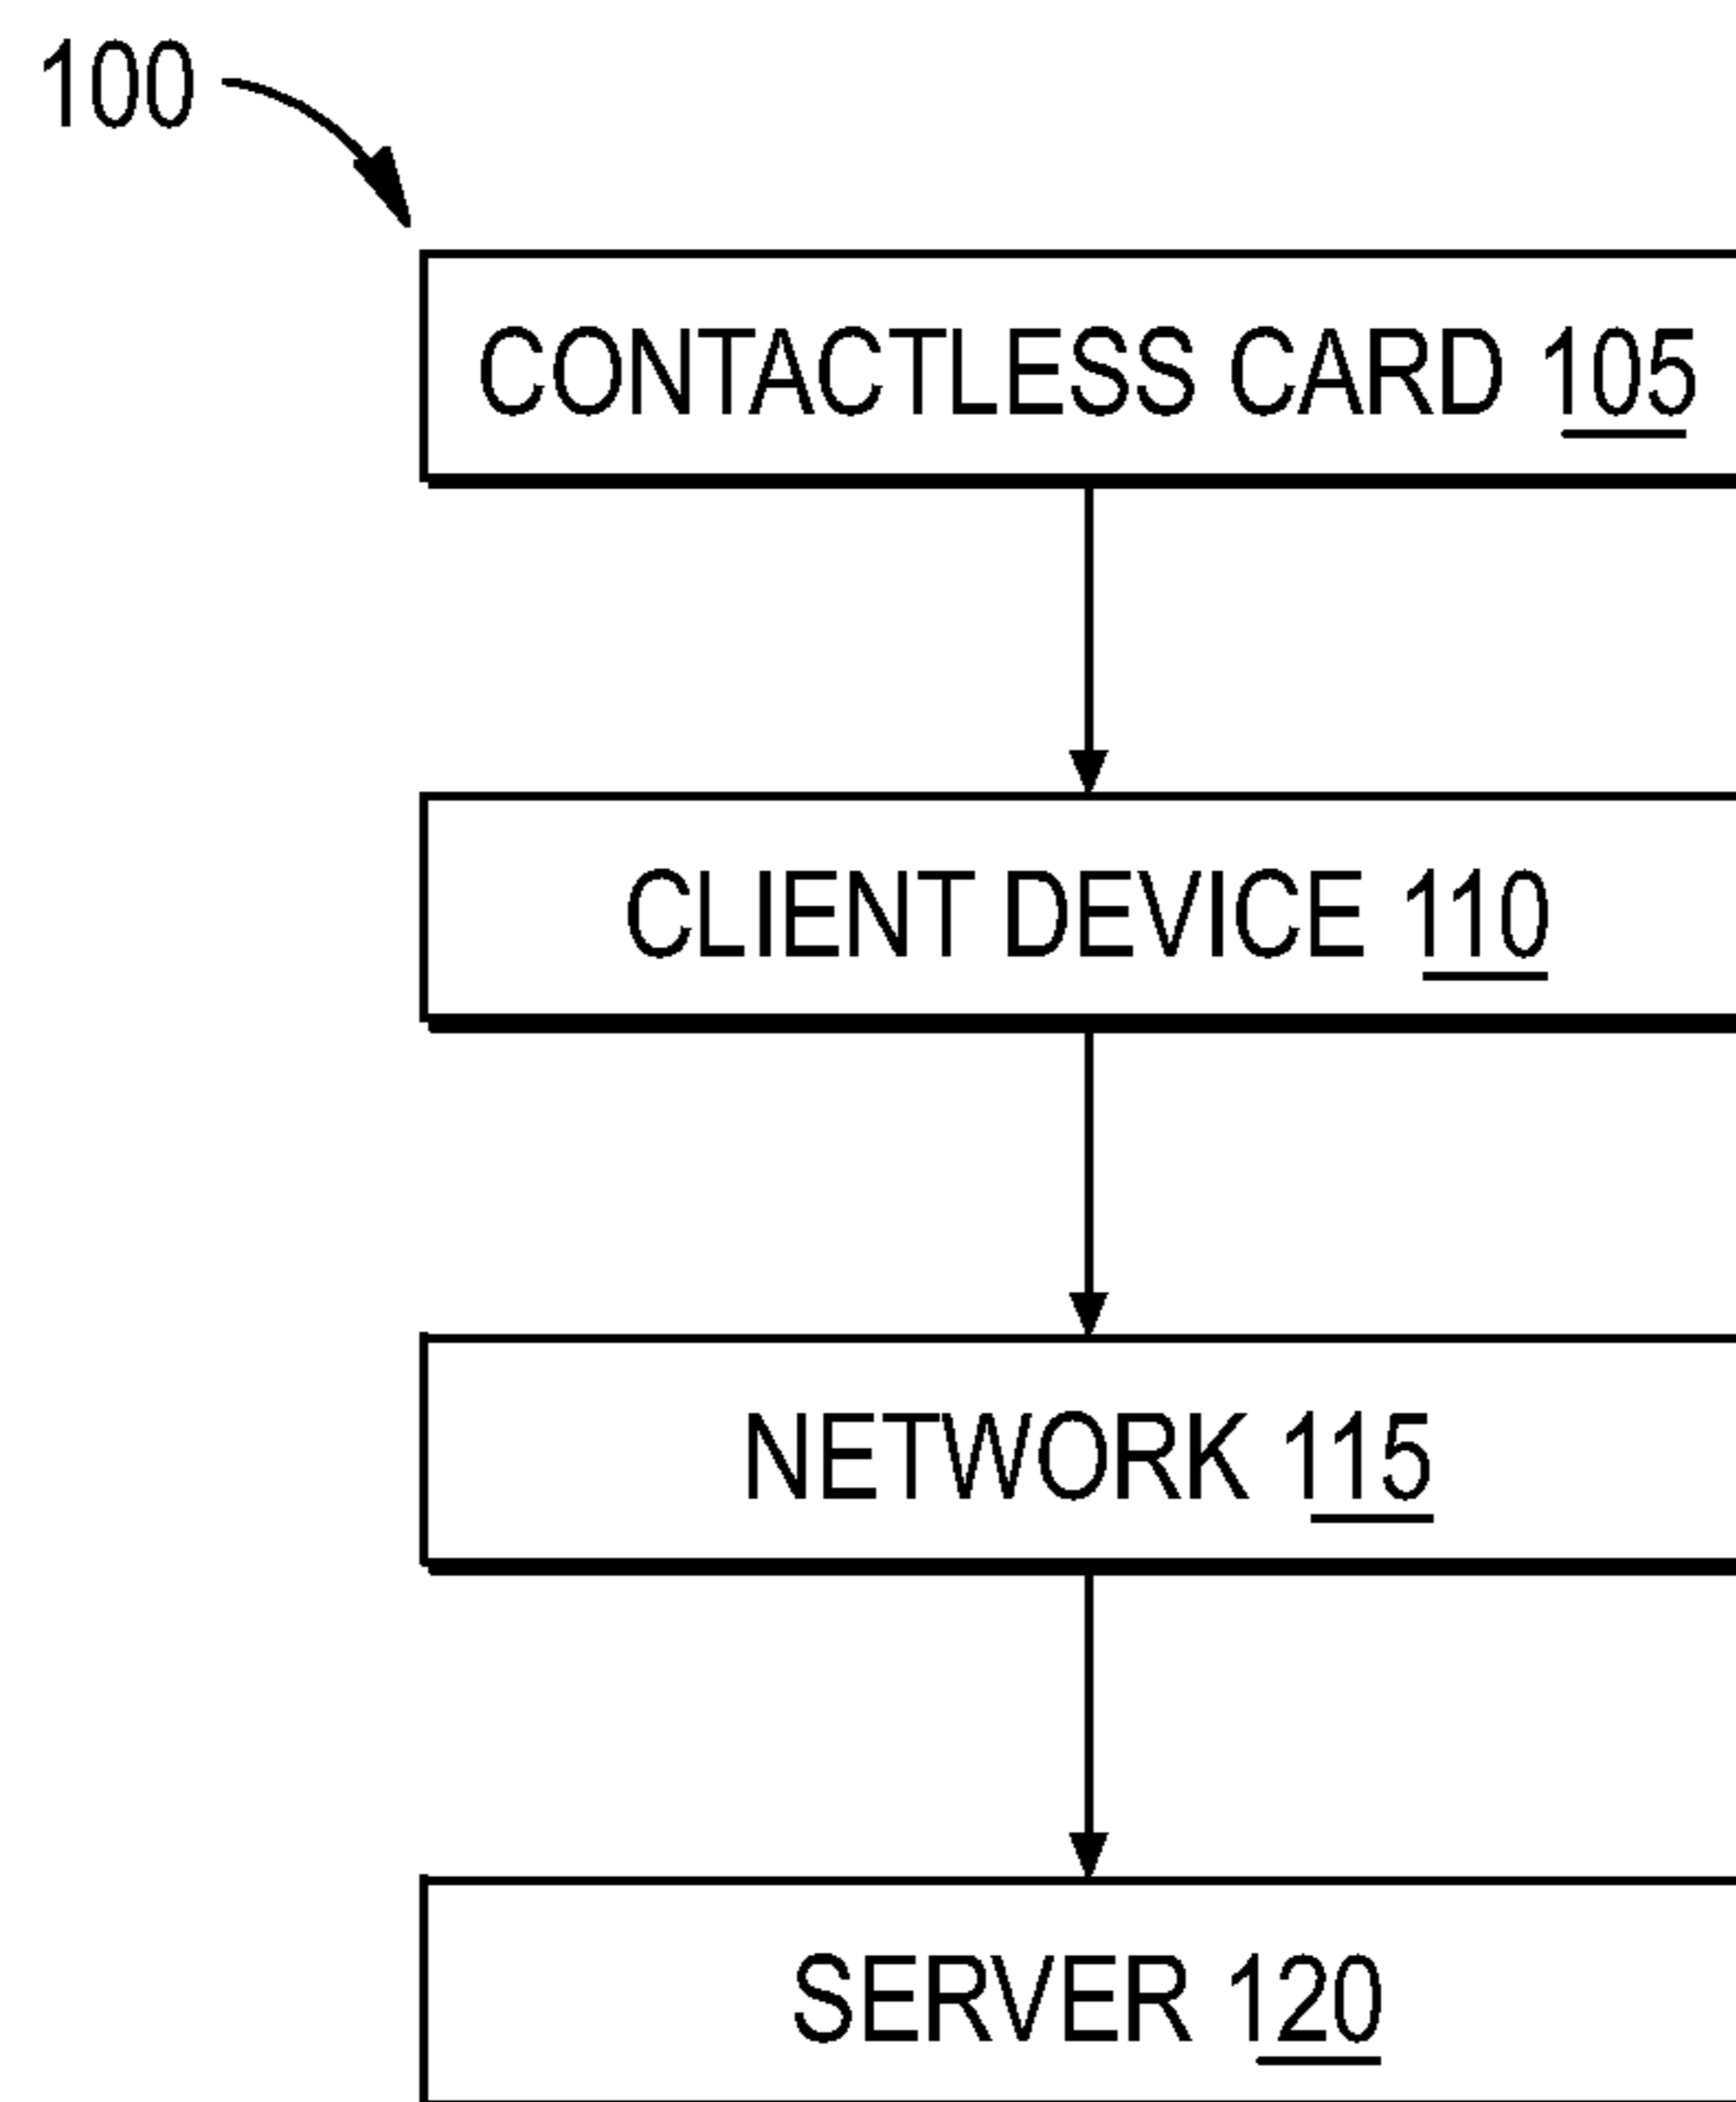 100
CONTACTLESS CARD 105
CLIENT DEVICE 110
NETWORK 115
SERVER 120